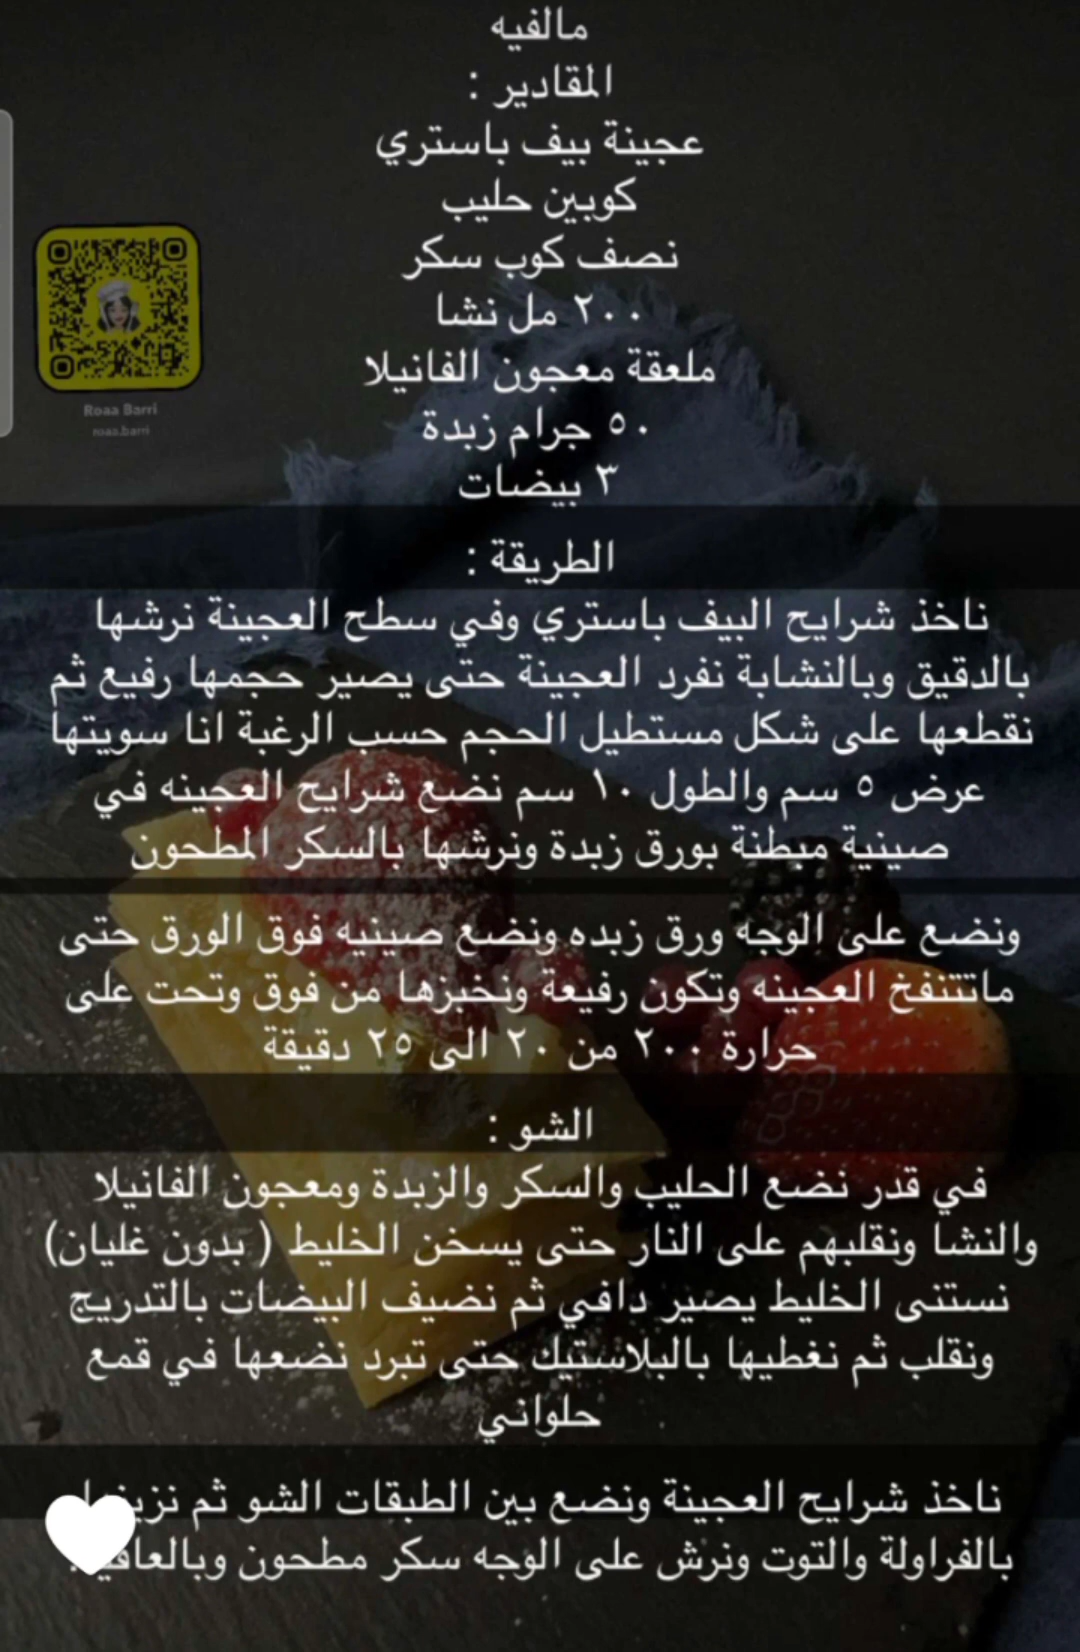 مالفيه
المقادير :
عجينة بيف باستري
كوبين حليب
نصف كوب سكر
٢٠٠ مل نشا
ملعقة معجون الفانيلا
٥٠ جرام زبدة
٣ بيضات
Roaa Barri
roaa.barri
الطريقة :
ناخذ شرايح البيف باستري وفي سطح العجينة نرشها
بالدقيق وبالنشابة نفرد العجينة حتى يصير حجمها رفيع ثم
نقطعها على شكل مستطيل الحجم حسب الرغبة انا سويتها
عرض ٥ سم والطول ١٠ سم نضع شرايح العجينه في
صينية مبطنة بورق زبدة ونرشها بالسكر المطحون
ونضع على الوجه ورق زبده ونضع صينيه فوق الورق حتى
ماتتنفخ العجينه وتكون رفيعة ونخبزها من فوق وتحت على
حرارة ٢٠٠ من ٢٠ الى ٢٥ دقيقة
الشو :
في قدر نضع الحليب والسكر والزبدة ومعجون الفانيلا
والنشا ونقلبهم على النار حتى يسخن الخليط ( بدون غليان)
نستنى الخليط يصير دافي ثم نضيف البيضات بالتدريج
ونقلب ثم نغطيها بالبلاستيك حتى تبرد نضعها في قمع
حلواني
ناخذ شرايح العجينة ونضع بين الطبقات الشو ثم
بالفراولة والتوت ونرش على الوجه سكر مطحون